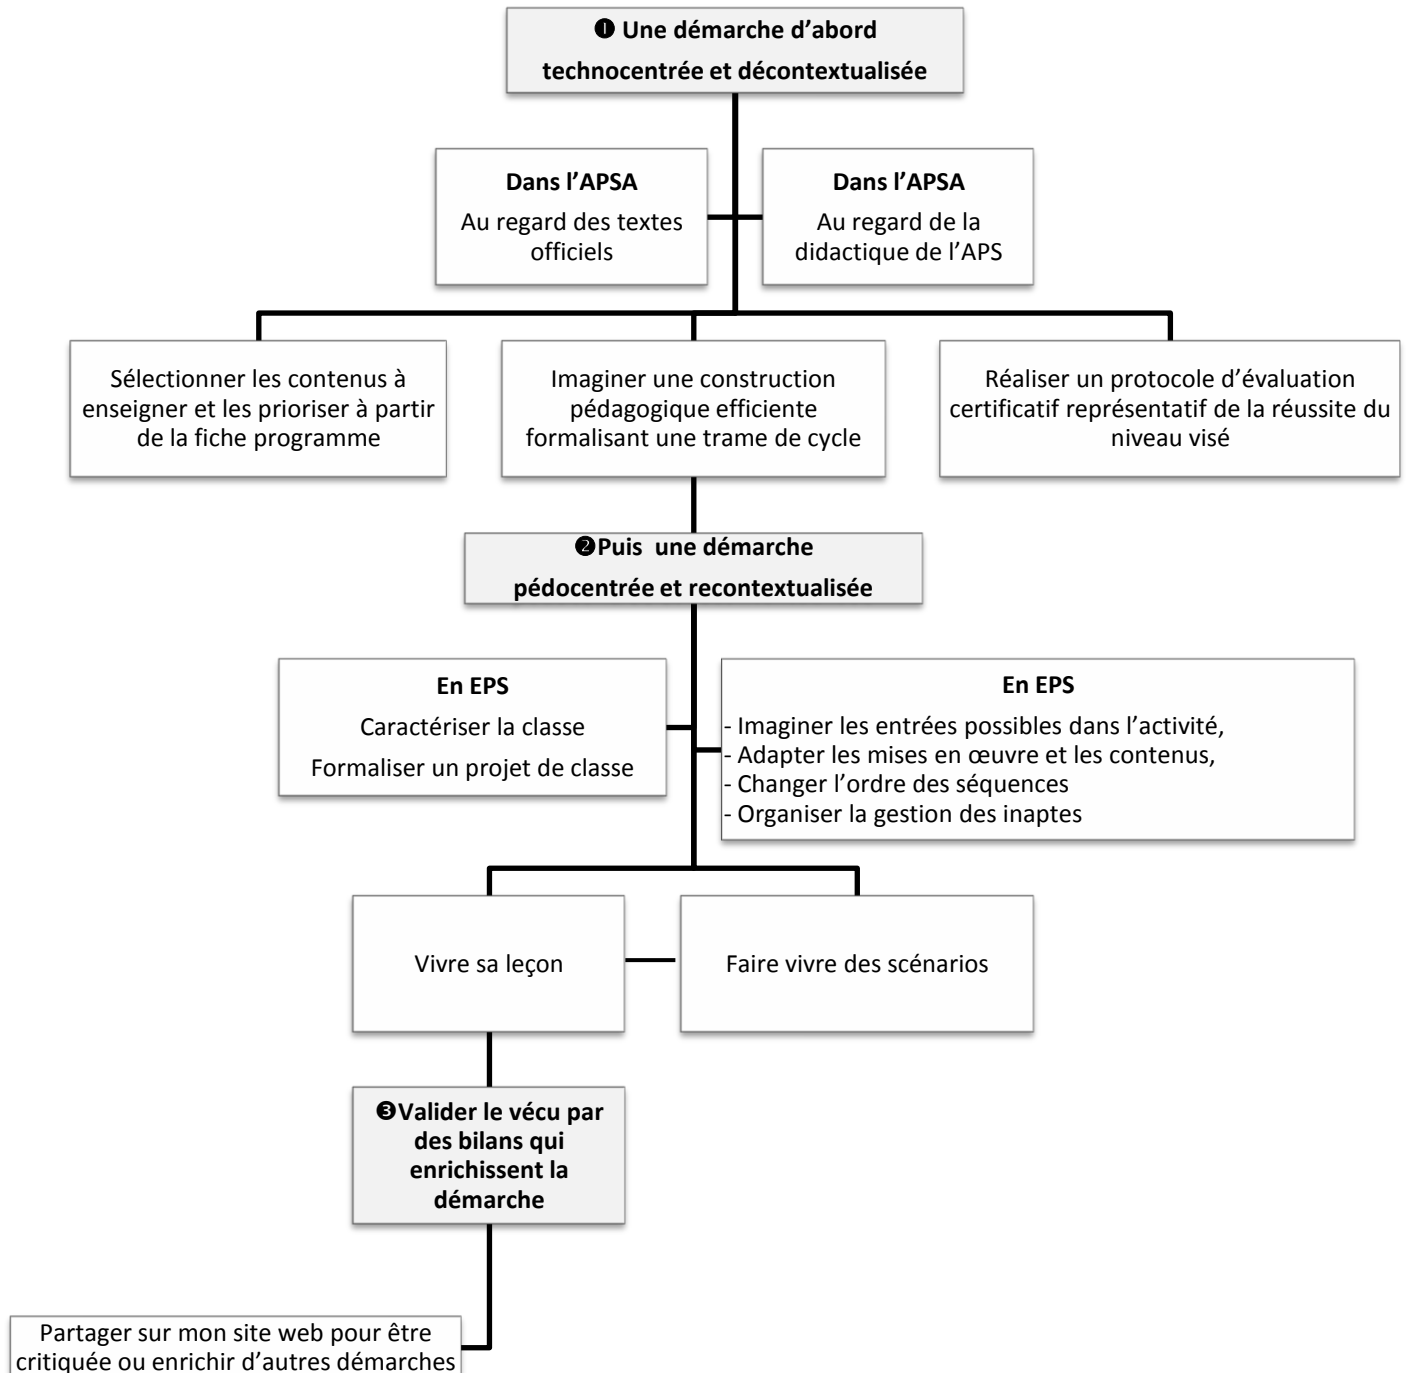 ❶ Une démarche d’abord
technocentrée et décontextualisée
Dans l’APSA
Au regard des textes
officiels
Dans l’APSA
Au regard de la
didactique de l’APS
Sélectionner les contenus à
enseigner et les prioriser à partir
de la fiche programme
Imaginer une construction
pédagogique efficiente
formalisant une trame de cycle
Réaliser un protocole d’évaluation
certificatif représentatif de la réussite du
niveau visé
❷Puis une démarche
pédocentrée et recontextualisée
En EPS
Caractériser la classe
Formaliser un projet de classe
En EPS
- Imaginer les entrées possibles dans l’activité,
- Adapter les mises en œuvre et les contenus,
- Changer l’ordre des séquences
- Organiser la gestion des inaptes
Vivre sa leçon
Faire vivre des scénarios
❸Valider le vécu par
des bilans qui
enrichissent la
démarche
Partager sur mon site web pour être
critiquée ou enrichir d’autres démarches